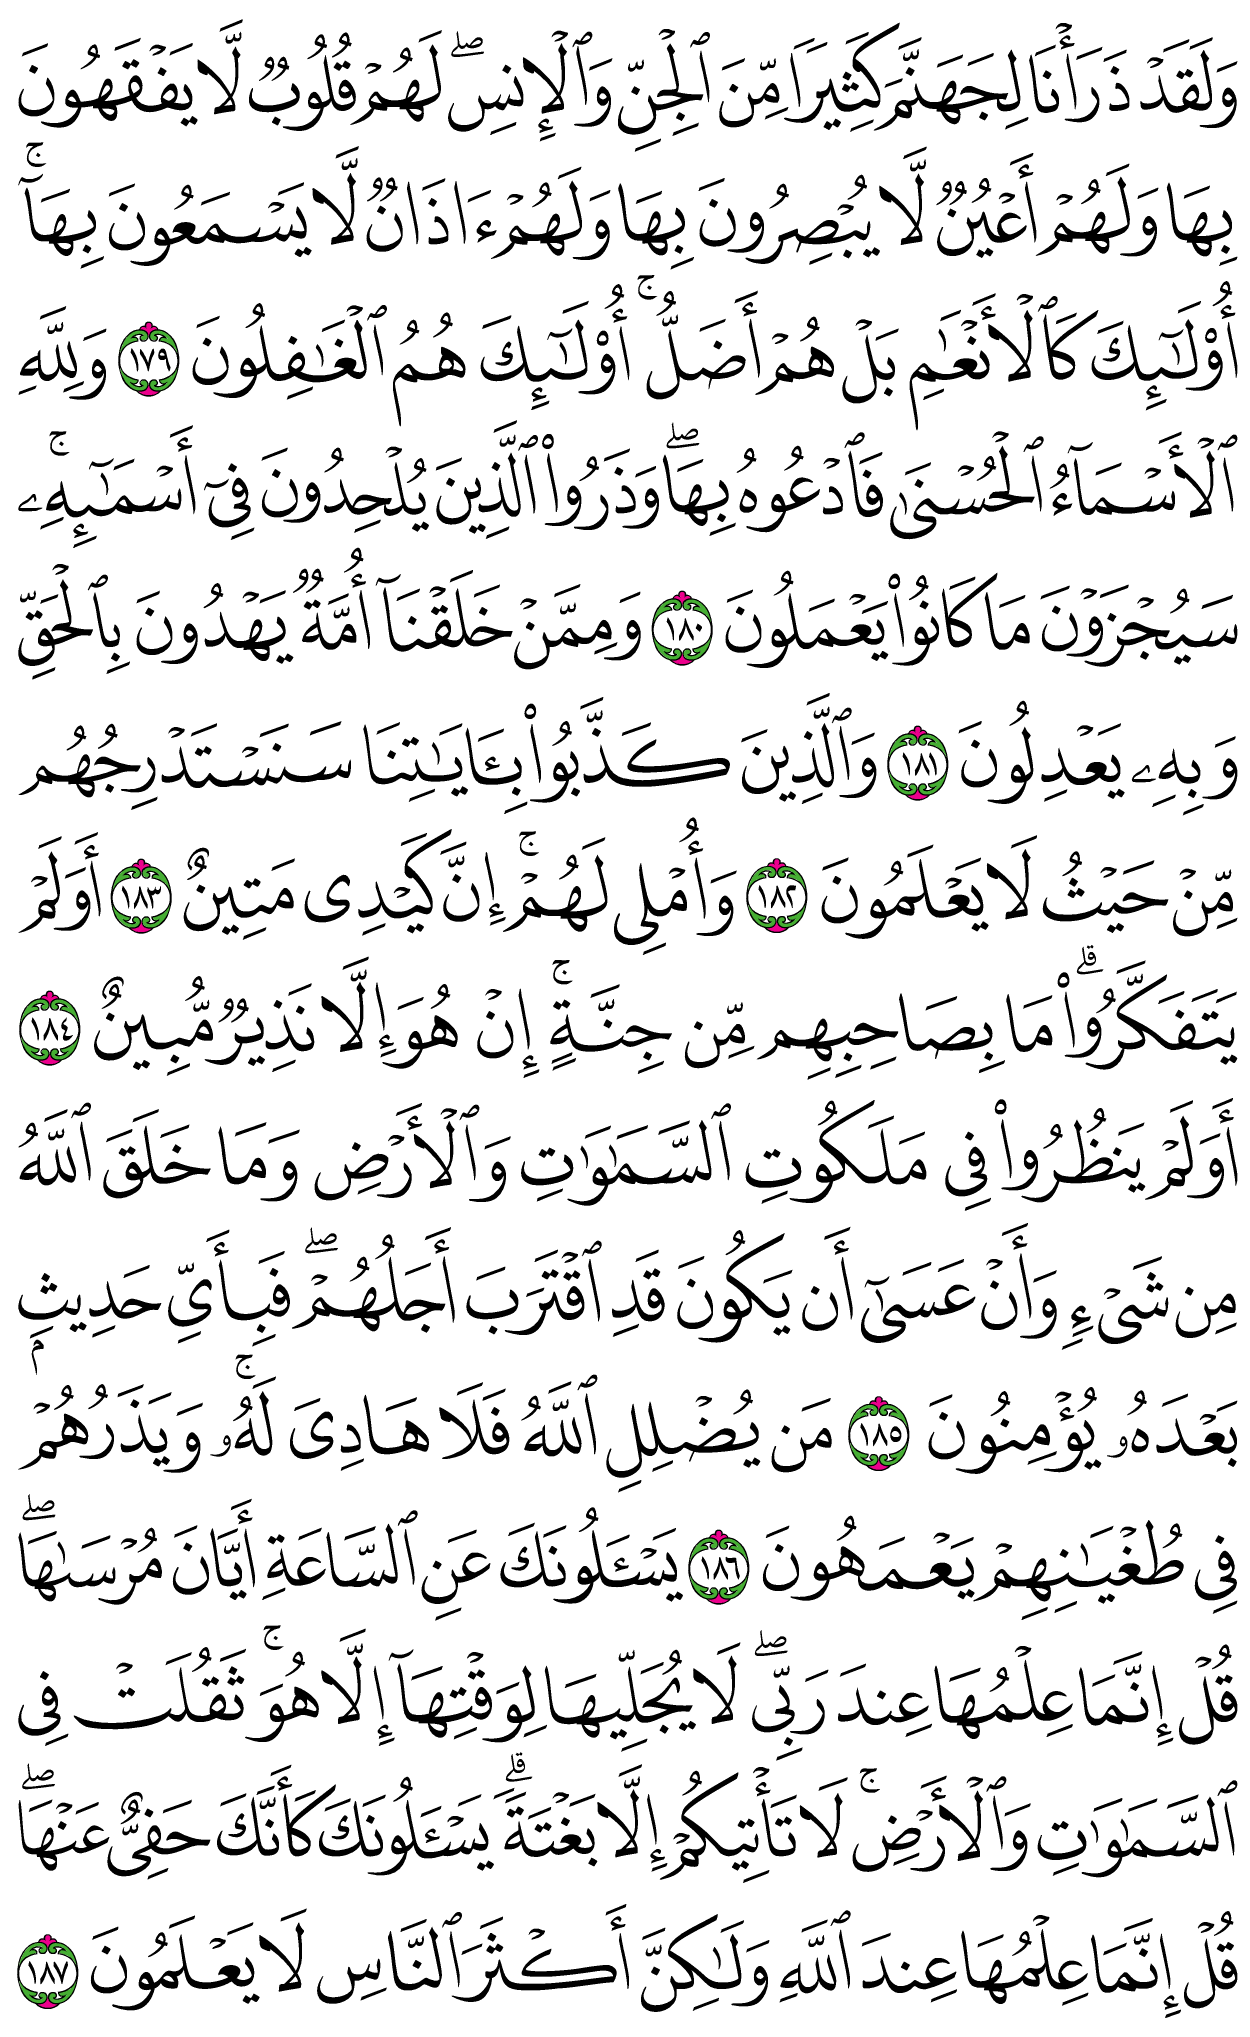 وَلَقَدۡ ذَرَأۡنَا لِجَهَنَّمَ كَثِيرٗا مِّنَ ٱلۡجِنِّ وَٱلۡإِنسِۖ لَهُمۡ قُلُوبٞ لَّا يَفۡقَهُونَ
بِهَا وَلَهُمۡ أَعۡيُنٞ لَّا يُبۡصِرُونَ بِهَا وَلَهُمۡ ءَاذَانٞ لَّا يَسۡمَعُونَ بِهَآۚ
أُوْلَٰٓئِكَ كَٱلۡأَنۡعَٰمِ بَلۡ هُمۡ أَضَلُّۚ أُوْلَٰٓئِكَ هُمُ ٱلۡغَٰفِلُونَ ١٧٩ وَلِلَّهِ
ٱلۡأَسۡمَآءُ ٱلۡحُسۡنَىٰ فَٱدۡعُوهُ بِهَاۖ وَذَرُواْ ٱلَّذِينَ يُلۡحِدُونَ فِيٓ أَسۡمَٰٓئِهِۦۚ
سَيُجۡزَوۡنَ مَا كَانُواْ يَعۡمَلُونَ ١٨٠ وَمِمَّنۡ خَلَقۡنَآ أُمَّةٞ يَهۡدُونَ بِٱلۡحَقِّ
وَبِهِۦ يَعۡدِلُونَ ١٨١ وَٱلَّذِينَ كَذَّبُواْ بِـَٔايَٰتِنَا سَنَسۡتَدۡرِجُهُم
مِّنۡ حَيۡثُ لَا يَعۡلَمُونَ ١٨٢ وَأُمۡلِي لَهُمۡۚ إِنَّ كَيۡدِي مَتِينٌ ١٨٣ أَوَلَمۡ
يَتَفَكَّرُواْۗ مَا بِصَاحِبِهِم مِّن جِنَّةٍۚ إِنۡ هُوَ إِلَّا نَذِيرٞ مُّبِينٌ ١٨٤
أَوَلَمۡ يَنظُرُواْ فِي مَلَكُوتِ ٱلسَّمَٰوَٰتِ وَٱلۡأَرۡضِ وَمَا خَلَقَ ٱللَّهُ
مِن شَيۡءٖ وَأَنۡ عَسَىٰٓ أَن يَكُونَ قَدِ ٱقۡتَرَبَ أَجَلُهُمۡۖ فَبِأَيِّ حَدِيثِۭ
بَعۡدَهُۥ يُؤۡمِنُونَ ١٨٥ مَن يُضۡلِلِ ٱللَّهُ فَلَا هَادِيَ لَهُۥۚ وَيَذَرُهُمۡ
فِي طُغۡيَٰنِهِمۡ يَعۡمَهُونَ ١٨٦ يَسۡـَٔلُونَكَ عَنِ ٱلسَّاعَةِ أَيَّانَ مُرۡسَىٰهَاۖ
قُلۡ إِنَّمَا عِلۡمُهَا عِندَ رَبِّيۖ لَا يُجَلِّيهَا لِوَقۡتِهَآ إِلَّا هُوَۚ ثَقُلَتۡ فِي
ٱلسَّمَٰوَٰتِ وَٱلۡأَرۡضِۚ لَا تَأۡتِيكُمۡ إِلَّا بَغۡتَةٗۗ يَسۡـَٔلُونَكَ كَأَنَّكَ حَفِيٌّ عَنۡهَاۖ
قُلۡ إِنَّمَا عِلۡمُهَا عِندَ ٱللَّهِ وَلَٰكِنَّ أَكۡثَرَ ٱلنَّاسِ لَا يَعۡلَمُونَ ١٨٧